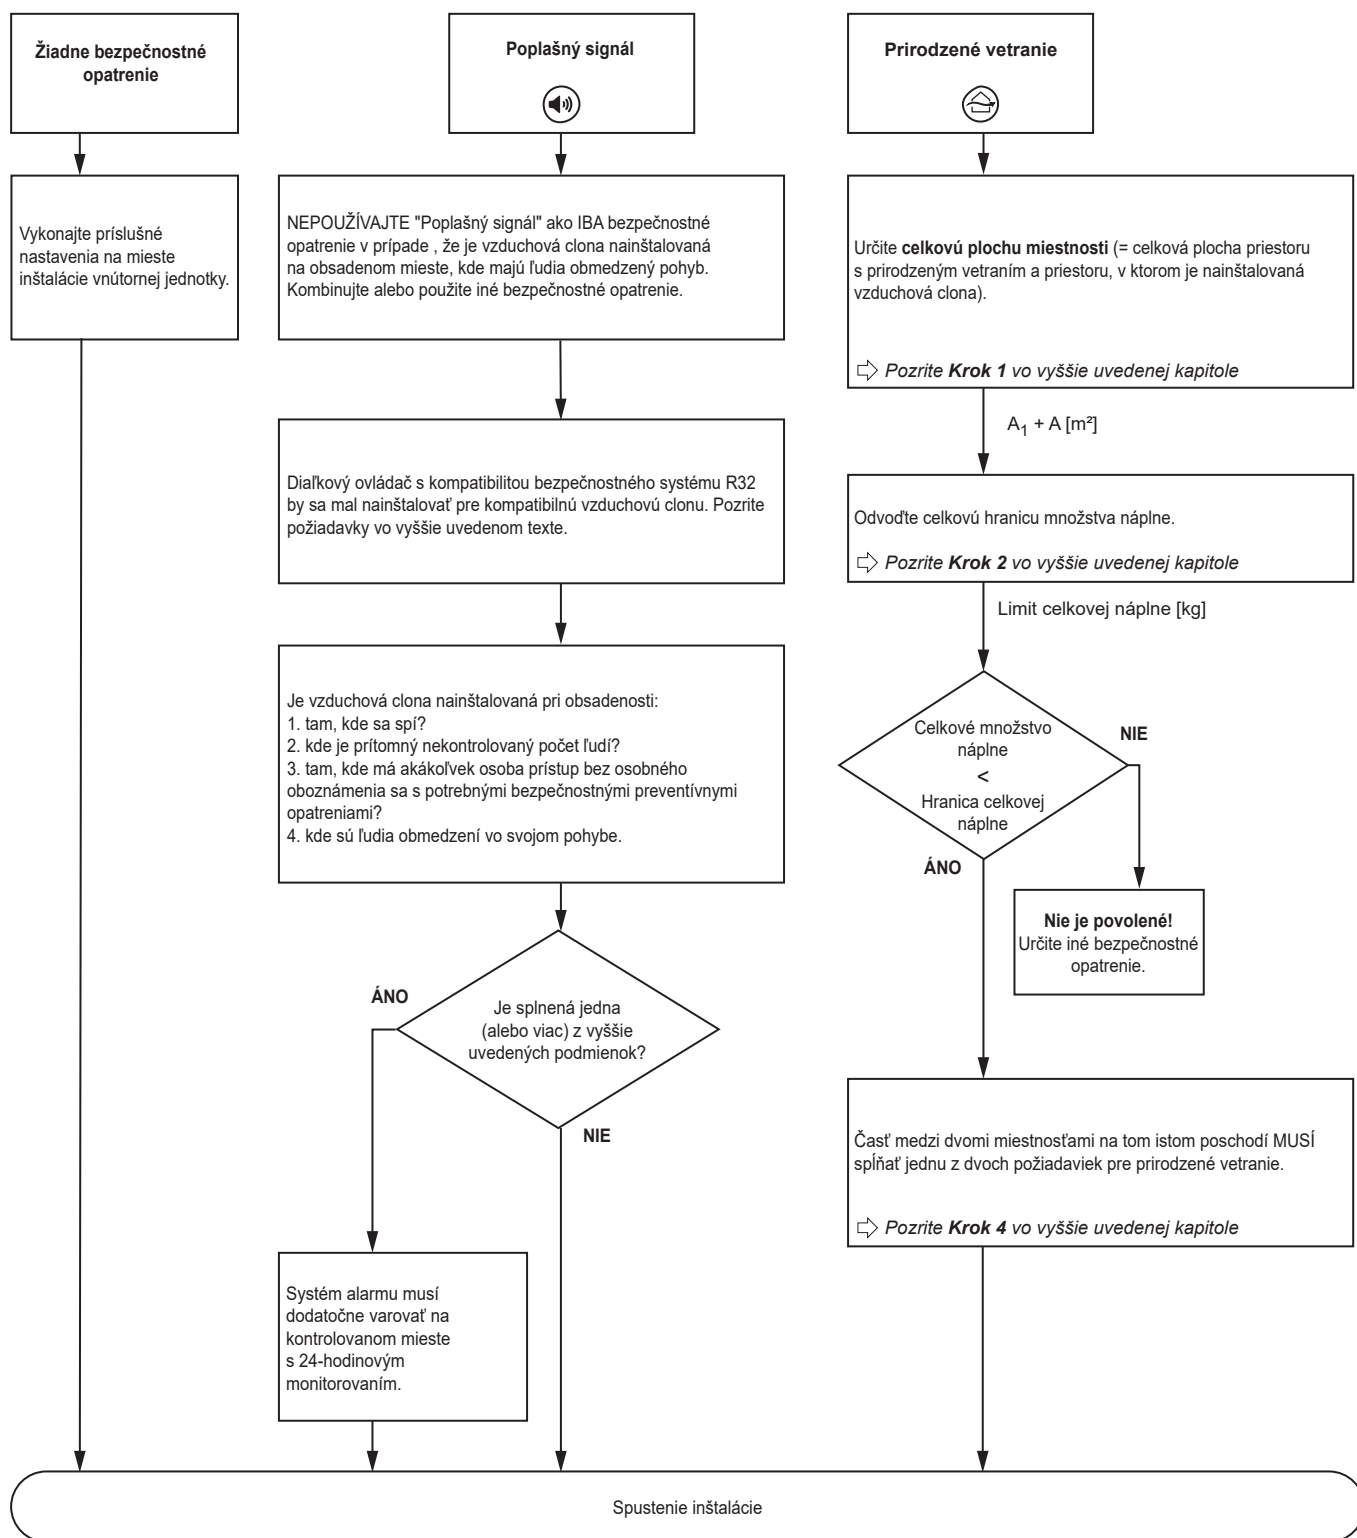 Žiadne bezpečnostné
opatrenie
Vykonajte príslušné
nastavenia na mieste
inštalácie vnútornej jednotky.
Poplašný signál
NEPOUŽÍVAJTE "Poplašný signál" ako IBA bezpečnostné
opatrenie v prípade , že je vzduchová clona nainštalovaná
na obsadenom mieste, kde majú ľudia obmedzený pohyb.
Kombinujte alebo použite iné bezpečnostné opatrenie.
Diaľkový ovládač s kompatibilitou bezpečnostného systému R32
by sa mal nainštalovať pre kompatibilnú vzduchovú clonu. Pozrite
požiadavky vo vyššie uvedenom texte.
Je vzduchová clona nainštalovaná pri obsadenosti:
1. tam, kde sa spí?
2. kde je prítomný nekontrolovaný počet ľudí?
3. tam, kde má akákoľvek osoba prístup bez osobného
oboznámenia sa s potrebnými bezpečnostnými preventívnymi
opatreniami?
4. kde sú ľudia obmedzení vo svojom pohybe.
ÁNO
Je splnená jedna
(alebo viac) z vyššie
uvedených podmienok?
NIE
Systém alarmu musí
dodatočne varovať na
kontrolovanom mieste
s 24-hodinovým
monitorovaním.
Prirodzené vetranie
Určite celkovú plochu miestnosti (= celková plocha priestoru
s prirodzeným vetraním a priestoru, v ktorom je nainštalovaná
vzduchová clona).
Pozrite Krok 1 vo vyššie uvedenej kapitole
A₁ + A [m²]
Odvoďte celkovú hranicu množstva náplne.
Pozrite Krok 2 vo vyššie uvedenej kapitole
Limit celkovej náplne [kg]
Celkové množstvo
náplne
<
Hranica celkovej
náplne
NIE
ÁNO
Nie je povolené!
Určite iné bezpečnostné
opatrenie.
Časť medzi dvomi miestnosťami na tom istom poschodí MUSÍ
spĺňať jednu z dvoch požiadaviek pre prirodzené vetranie.
Pozrite Krok 4 vo vyššie uvedenej kapitole
Spustenie inštalácie